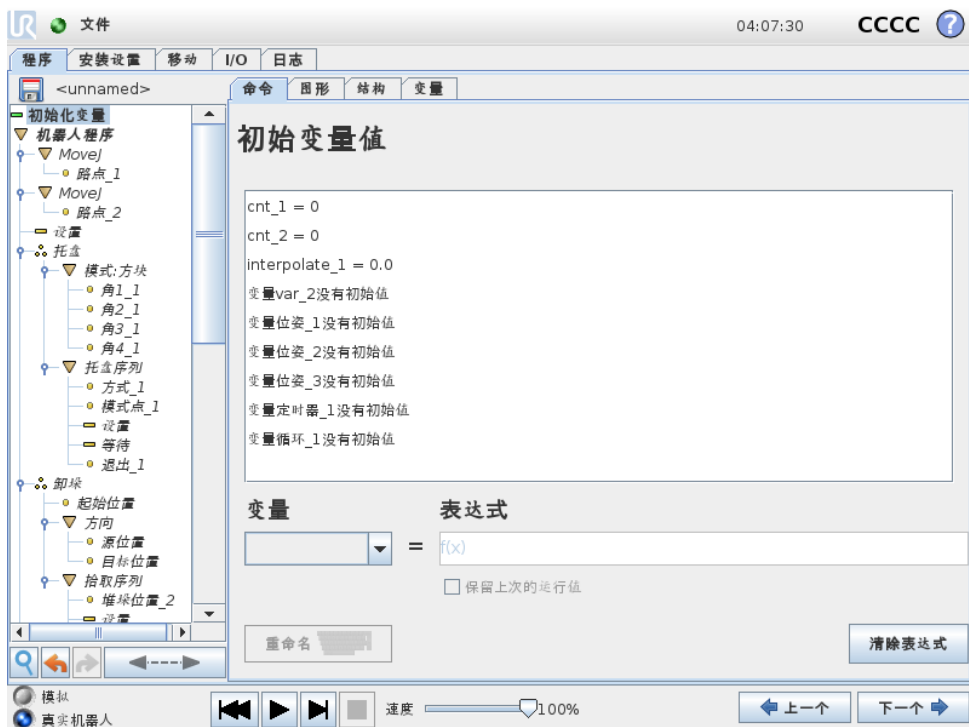 UR 文件 04:07:30 CCCC ?
程序 安装设置 移动 I/O 日志
<unnamed>
命令 图形 结构 变量
初始化变量
机器人程序
MoveJ
路点_1
MoveJ
路点_2
设置
托盘
模式:方块
角1_1
角2_1
角3_1
角4_1
托盘序列
方式_1
模式点_1
设置
等待
退出_1
卸垛
起始位置
方向
源位置
目标位置
拾取序列
堆垛位置_2
设置
初始变量值
cnt_1 = 0
cnt_2 = 0
interpolate_1 = 0.0
变量var_2没有初始值
变量位姿_1没有初始值
变量位姿_2没有初始值
变量位姿_3没有初始值
变量定时器_1没有初始值
变量循环_1没有初始值
变量 表达式
= f(x)
保留上次的运行值
重命名
清除表达式
模拟
真实机器人
速度 100%
上一个 下一个